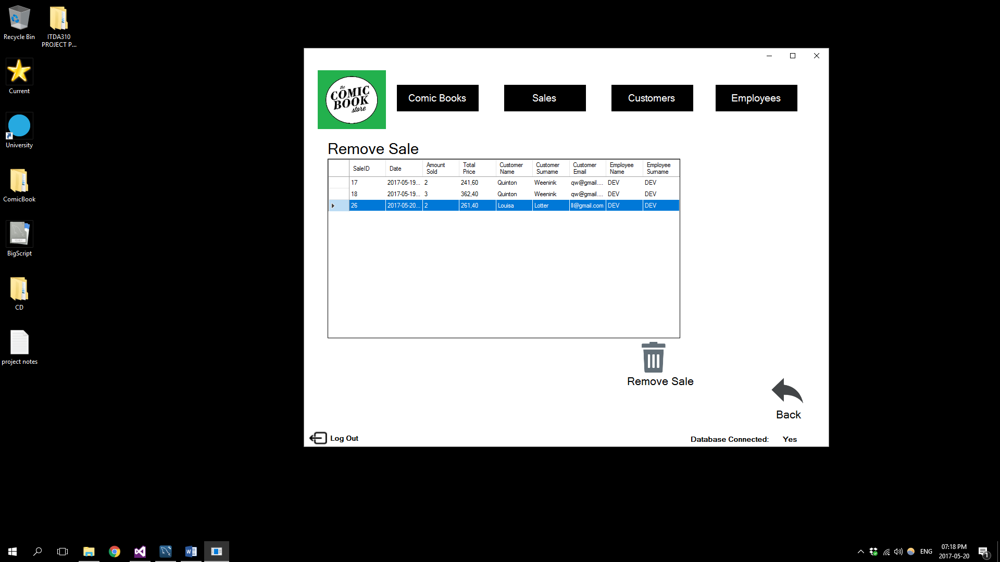 Recycle Bin
ITDA310
PROJECT P...
Current
University
ComicBook
BigScript
CD
project notes
the
COMIC
BOOK
store
Comic Books
Sales
Customers
Employees
Remove Sale
SaleID Date Amount Sold Total Price Customer Name Customer Surname Customer Email Employee Name Employee Surname
17 2017-05-19... 2 241,60 Quinton Weenink qw@gmail.... DEV DEV
18 2017-05-19... 3 362,40 Quinton Weenink qw@gmail.... DEV DEV
26 2017-05-20... 2 261,40 Louisa Lotter ll@gmail.com DEV DEV
Remove Sale
Back
Log Out
Database Connected: Yes
ENG
07:18 PM
2017-05-20
1